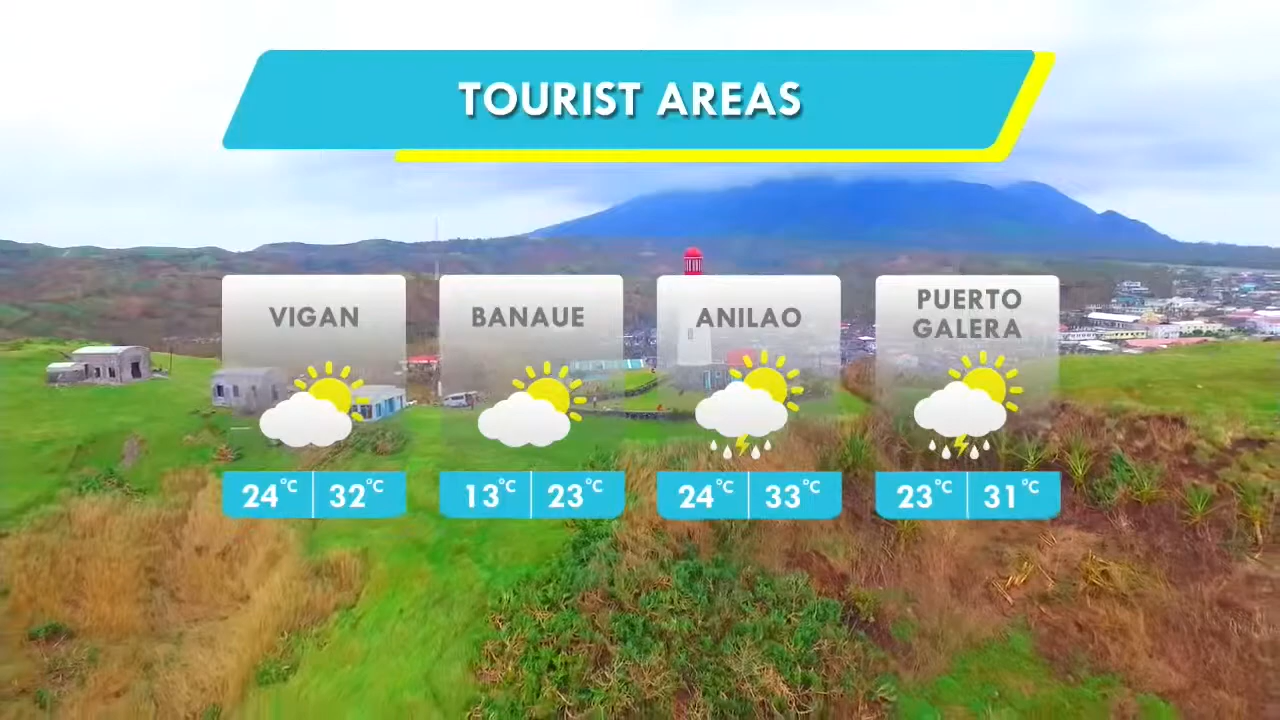 TOURIST AREAS
VIGAN
24°C 32°C
BANAUE
13°C 23°C
ANILAO
24°C 33°C
PUERTO
GALERA
23°C 31°C